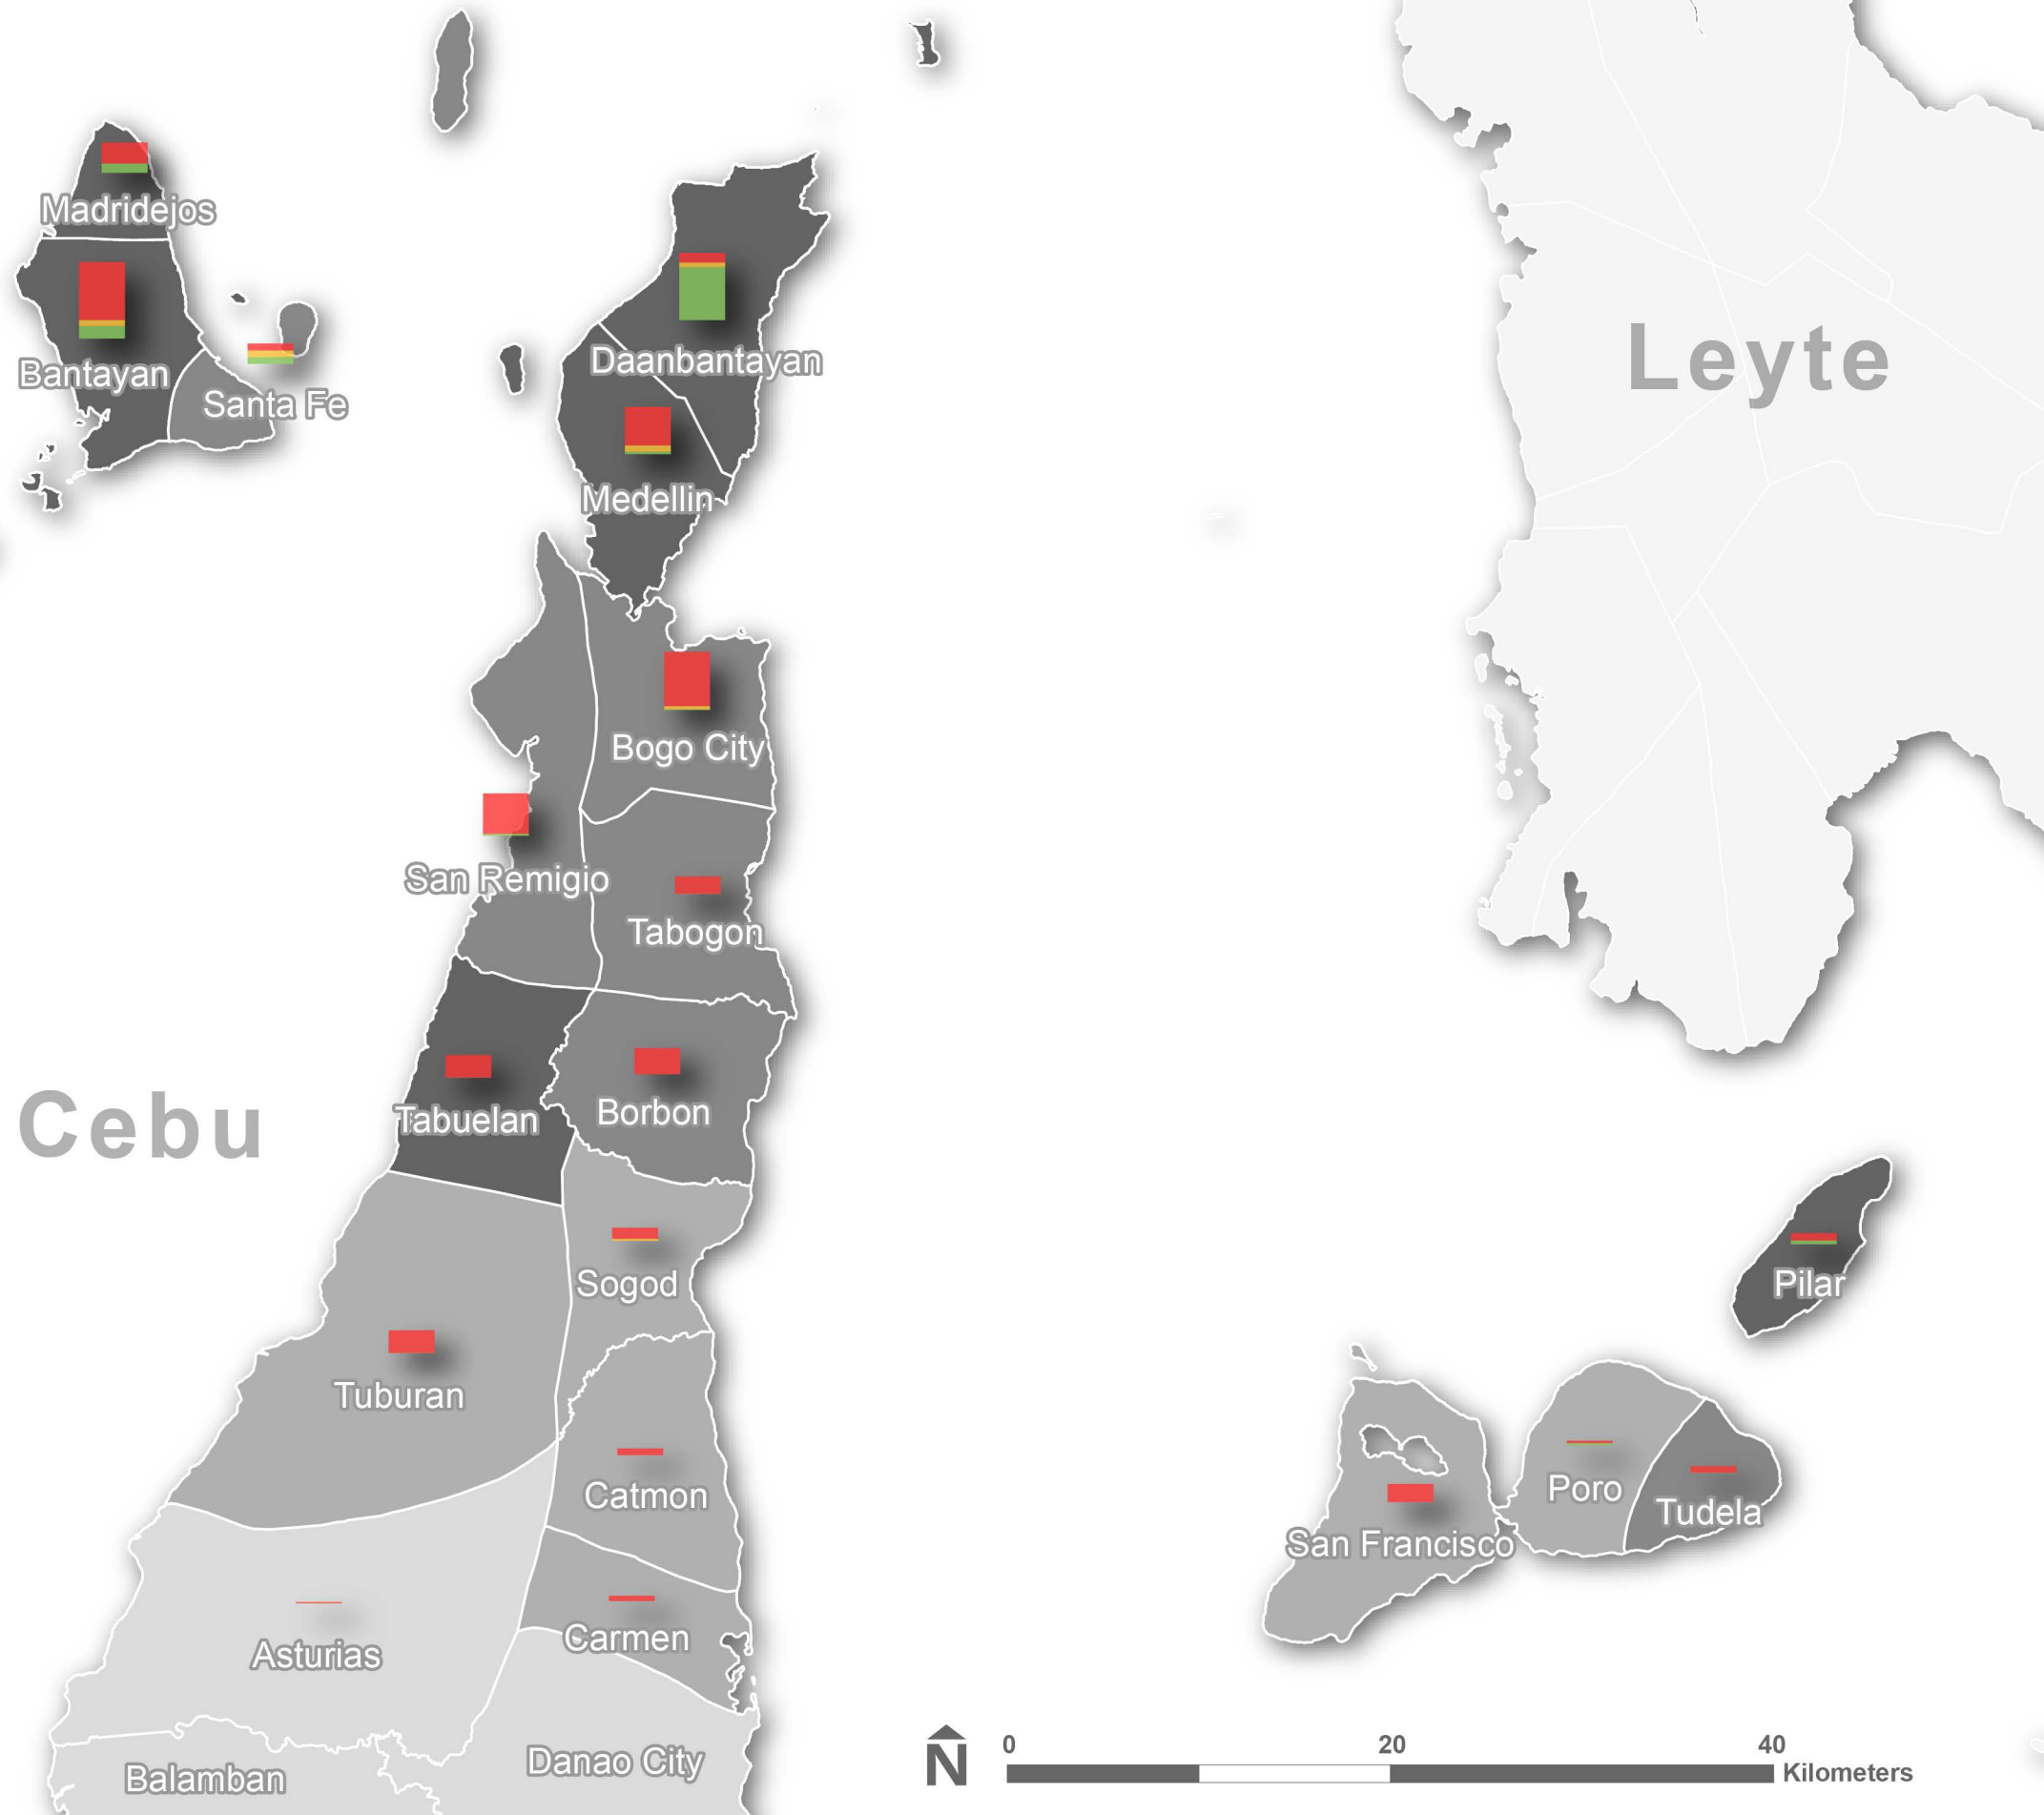 Madridejos
Bantayan
Santa Fe
Daanbantayan
Leyte
Medellin
Bogo City
San Remigio
Tabogon
Cebu
Tabuelan
Borbon
Sogod
Pilar
Tuburan
Catmon
Poro
Tudela
San Francisco
Asturias
Carmen
Balamban
Danao City
N
0 20 40
Kilometers